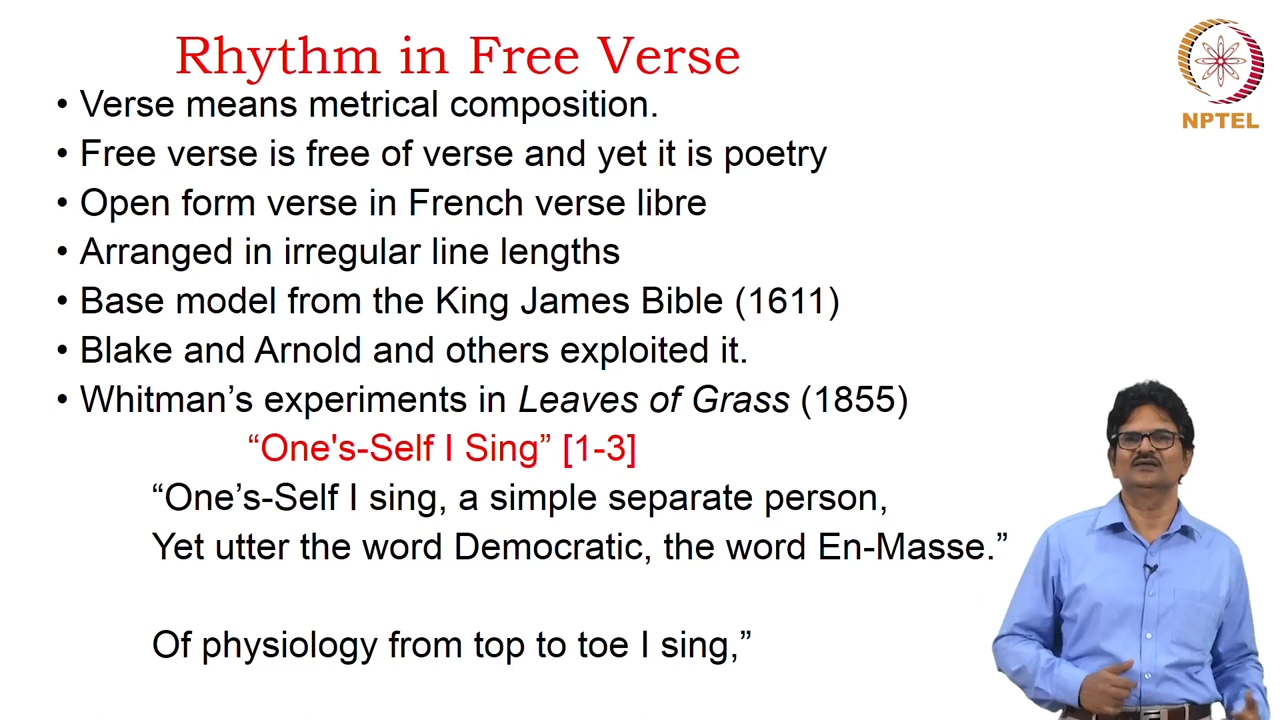 Rhythm in Free Verse
NPTEL
• Verse means metrical composition.
• Free verse is free of verse and yet it is poetry
• Open form verse in French verse libre
• Arranged in irregular line lengths
• Base model from the King James Bible (1611)
• Blake and Arnold and others exploited it.
• Whitman’s experiments in Leaves of Grass (1855)
“One's-Self I Sing” [1-3]
“One’s-Self I sing, a simple separate person,
Yet utter the word Democratic, the word En-Masse.”
Of physiology from top to toe I sing,”